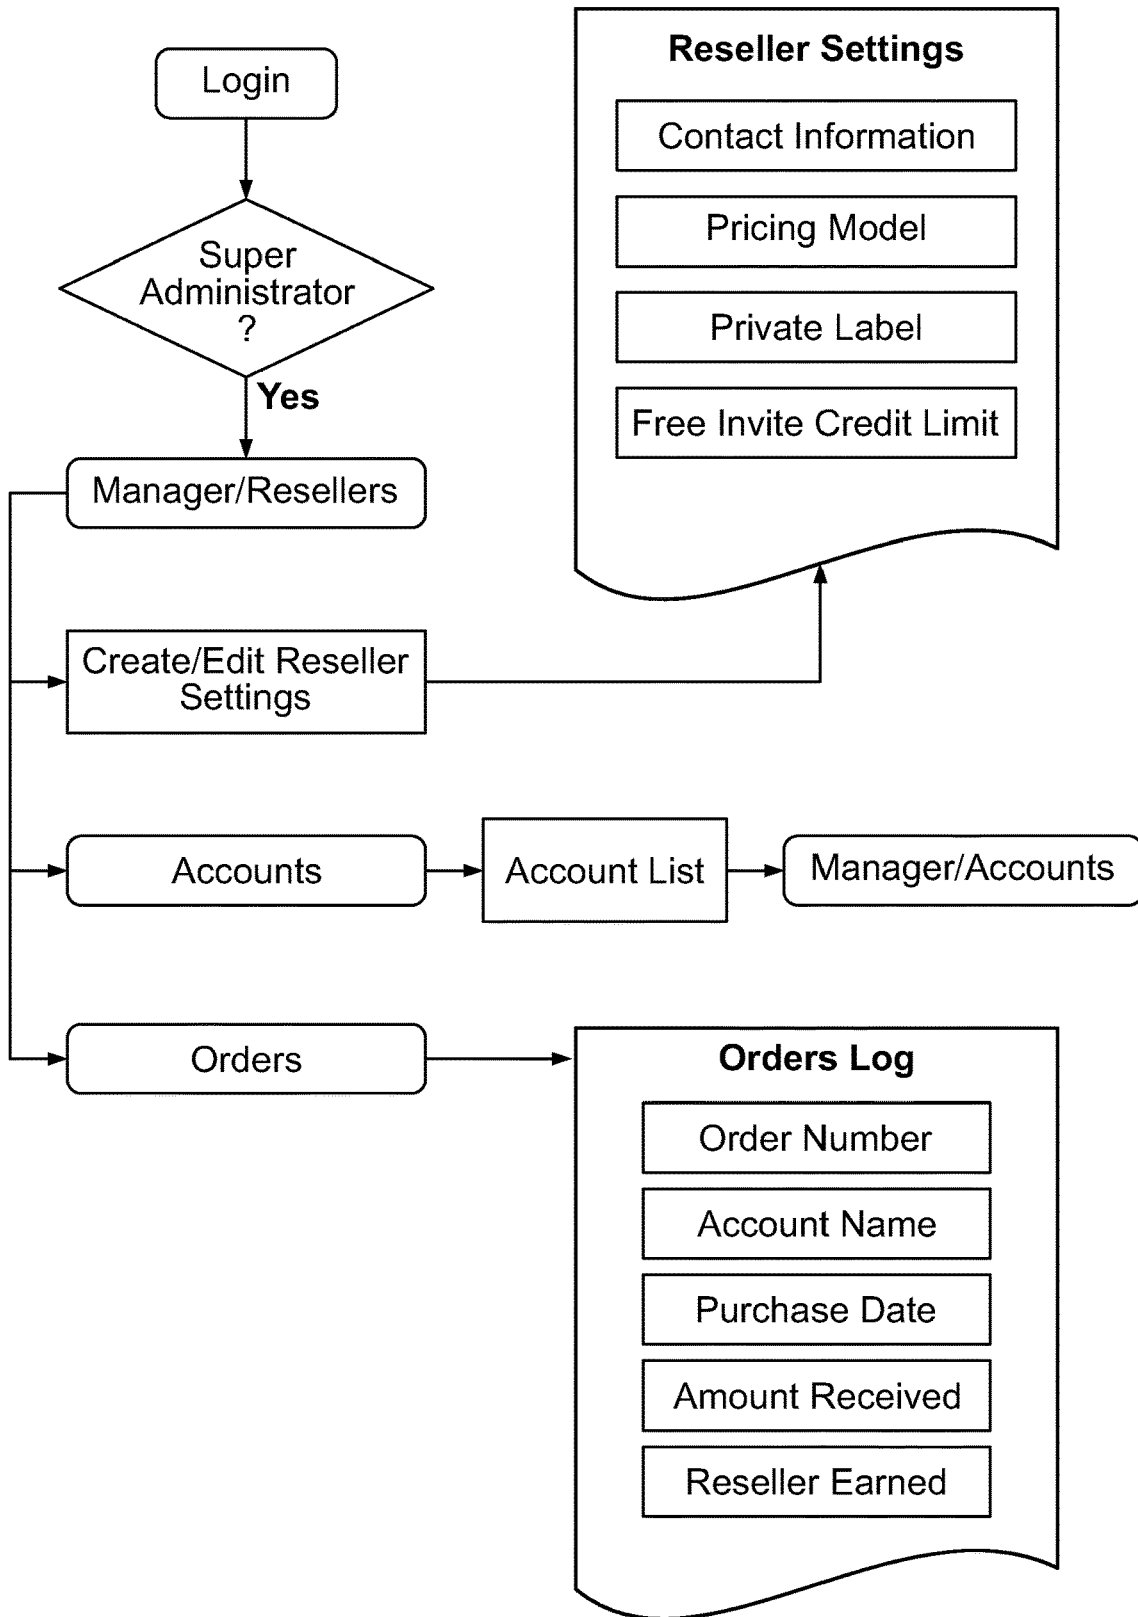 Login
Super
Administrator
?
Yes
Manager/Resellers
Create/Edit Reseller
Settings
Reseller Settings
Contact Information
Pricing Model
Private Label
Free Invite Credit Limit
Accounts
Account List
Manager/Accounts
Orders
Orders Log
Order Number
Account Name
Purchase Date
Amount Received
Reseller Earned